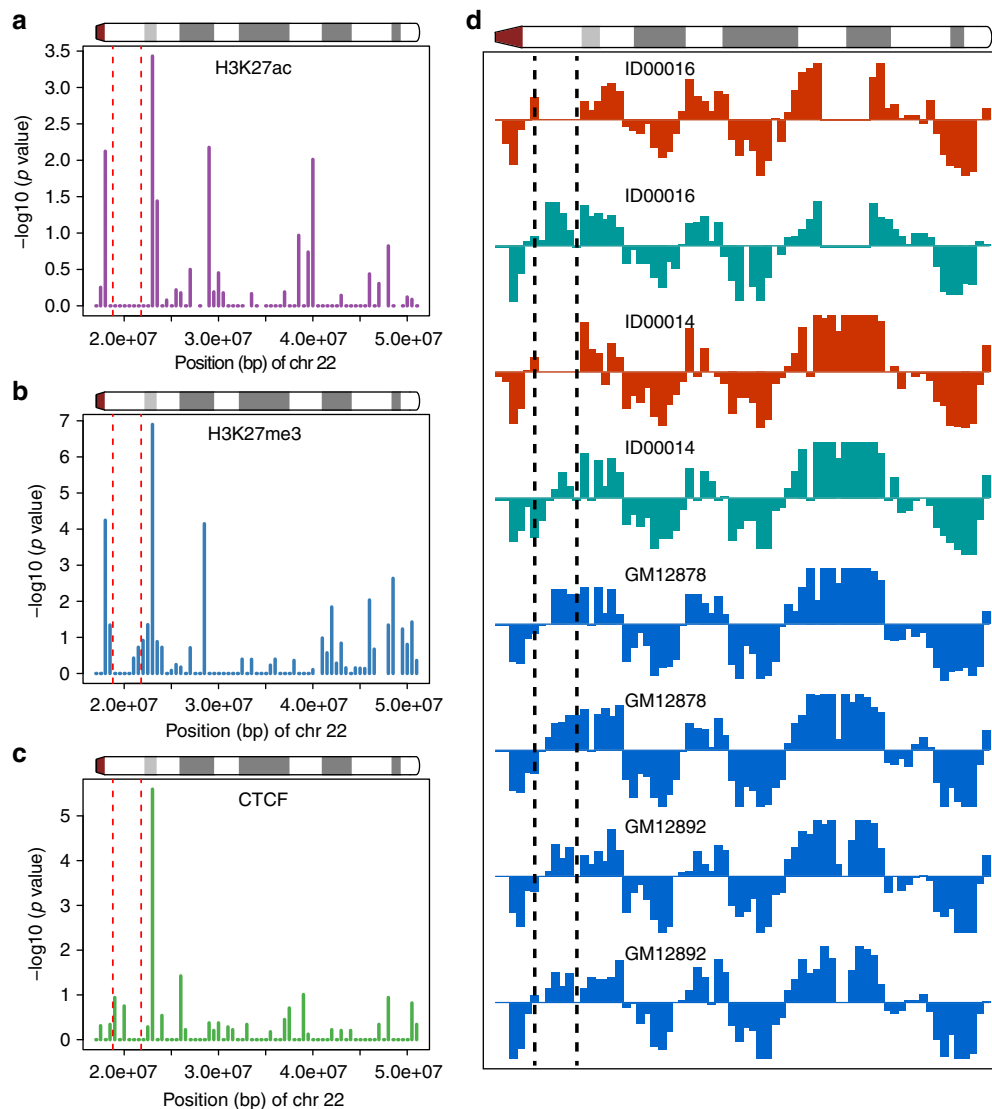 a
H3K27ac
−log10 (p value)
3.5
3.0
2.5
2.0
1.5
1.0
0.5
0.0
2.0e+07 3.0e+07 4.0e+07 5.0e+07
Position (bp) of chr 22
b
H3K27me3
−log10 (p value)
7
6
5
4
3
2
1
0
2.0e+07 3.0e+07 4.0e+07 5.0e+07
Position (bp) of chr 22
c
CTCF
−log10 (p value)
5
4
3
2
1
0
2.0e+07 3.0e+07 4.0e+07 5.0e+07
Position (bp) of chr 22
d
ID00016
ID00016
ID00014
ID00014
GM12878
GM12878
GM12892
GM12892